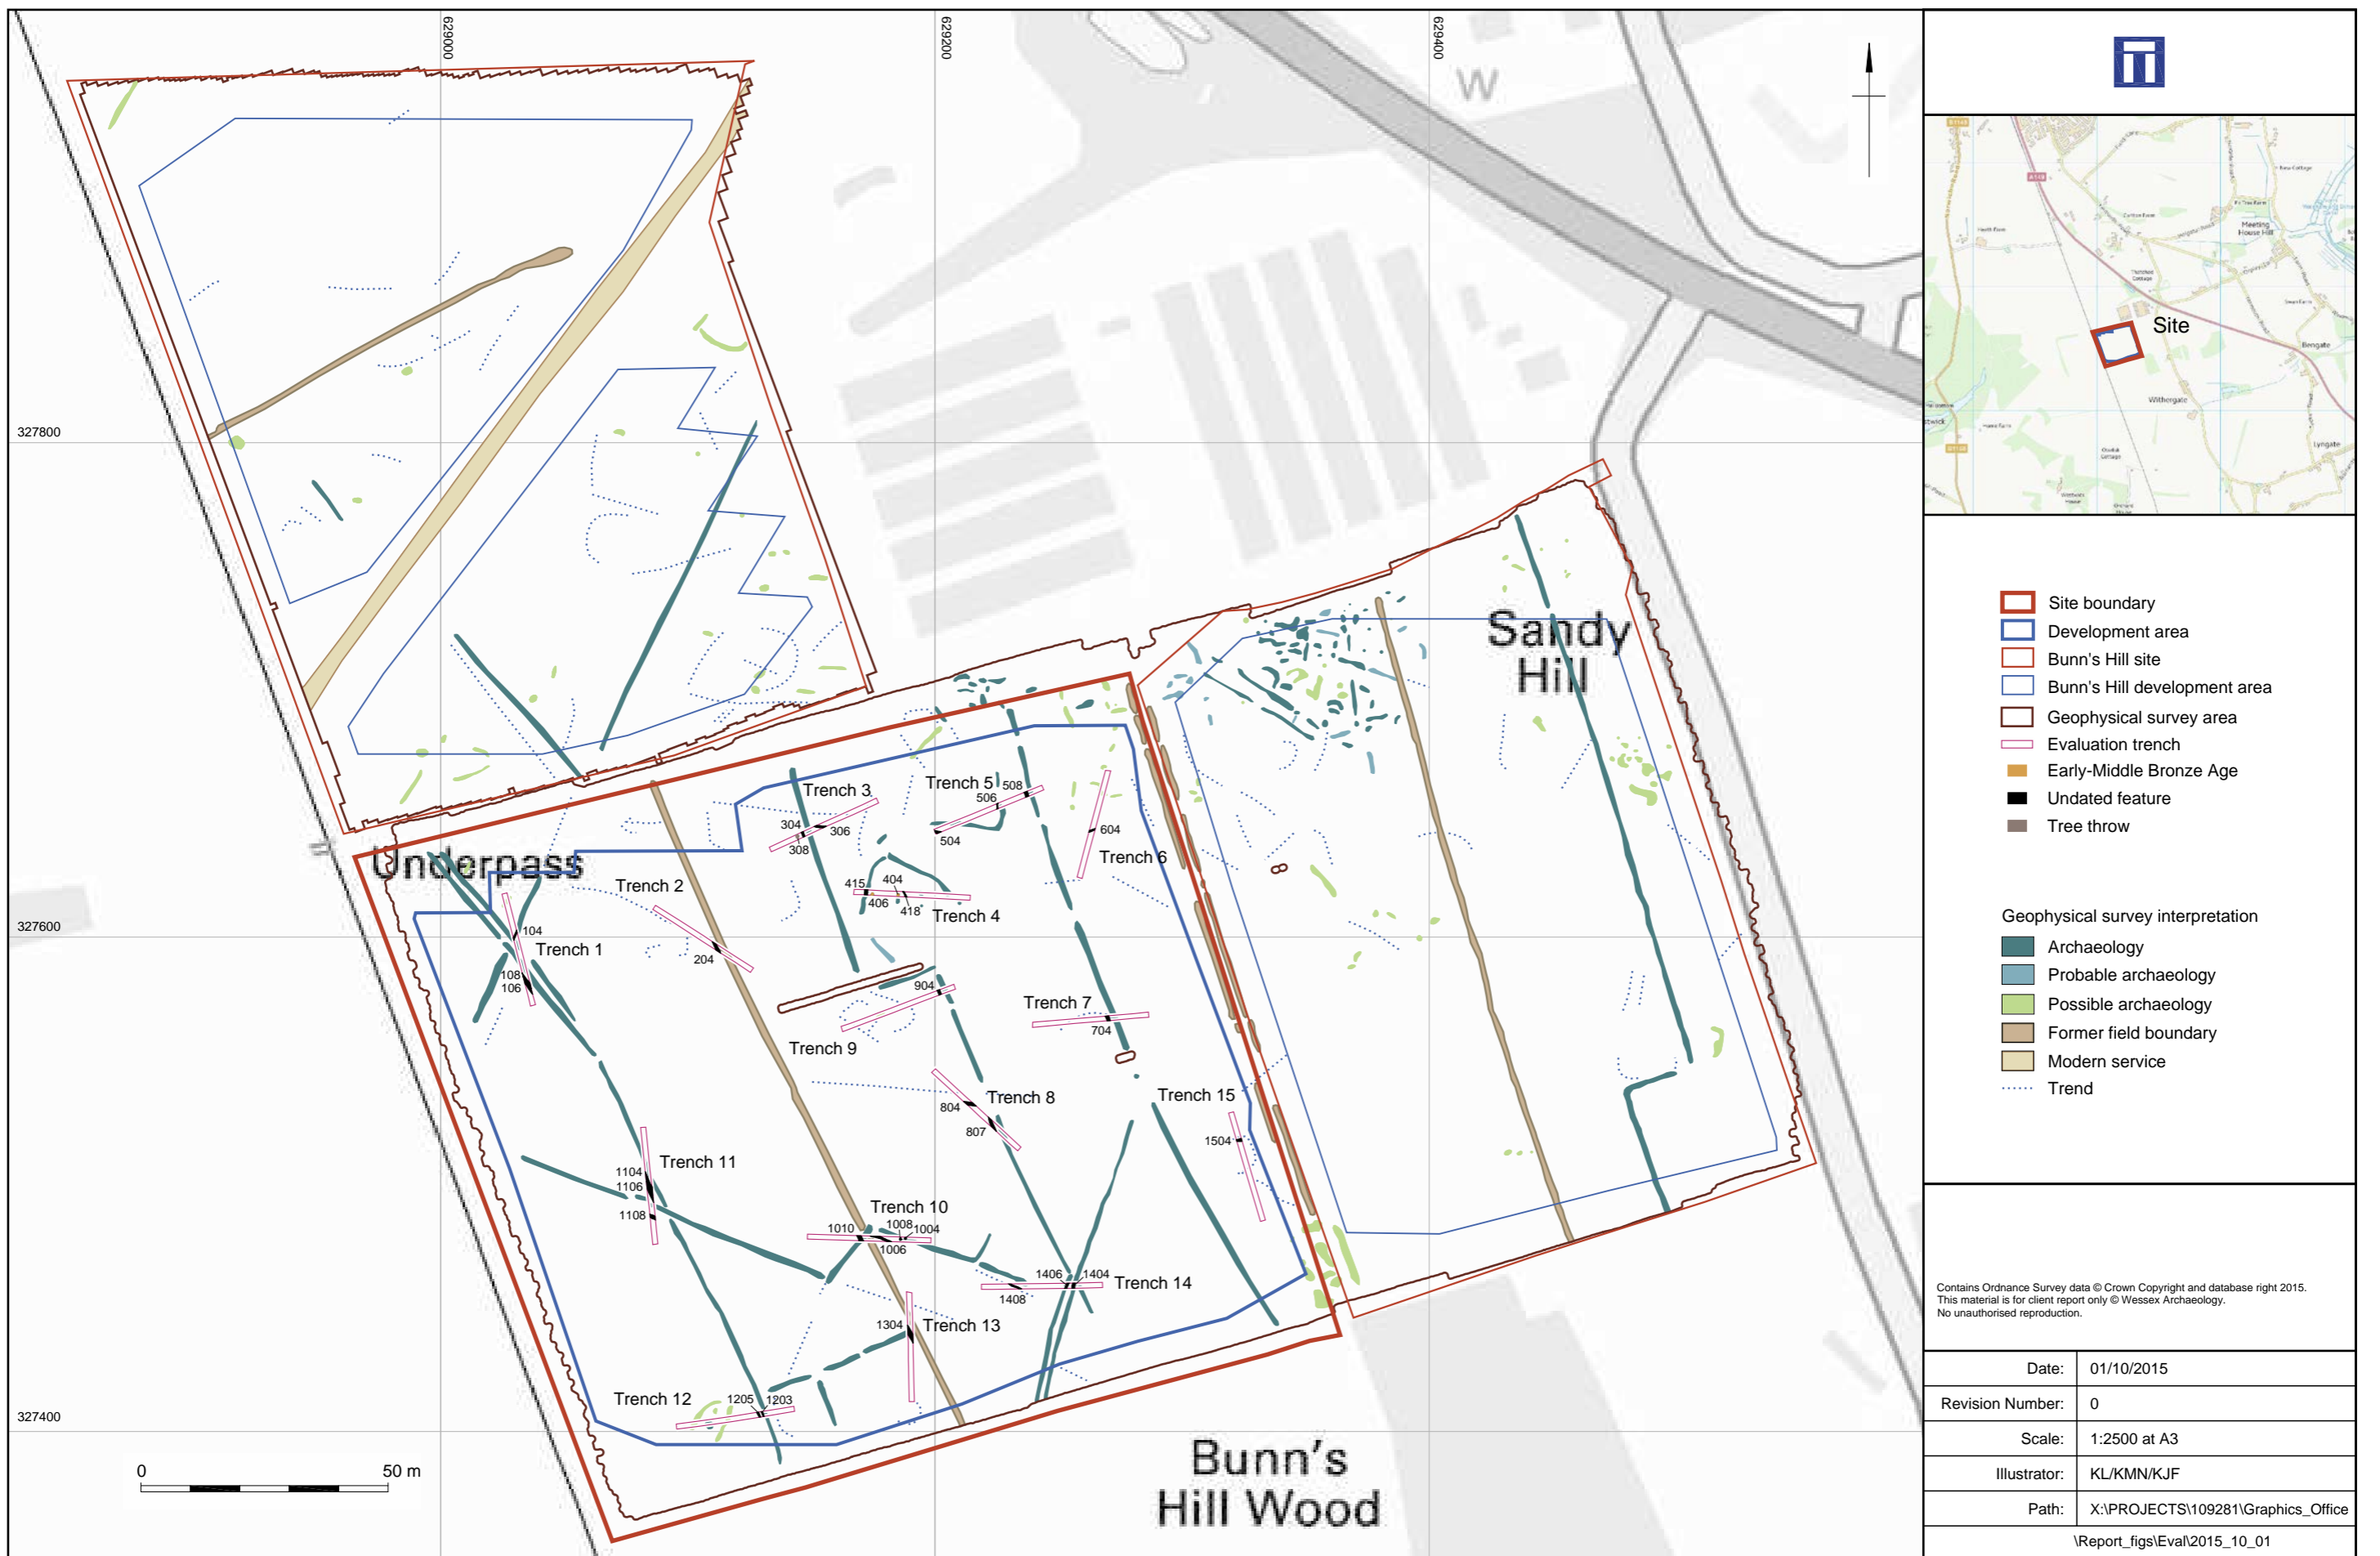 629000
629200
629400
W
327800
327600
327400
Sandy
Hill
Underpass
Bunn's
Hill Wood
Trench 1
104
108
106
Trench 2
204
Trench 3
304
306
308
Trench 4
415
404
406
418
Trench 5
508
506
504
Trench 6
604
Trench 7
704
Trench 8
804
807
Trench 9
904
Trench 10
1010
1008
1004
1006
Trench 11
1104
1106
1108
Trench 12
1205
1203
Trench 13
1304
Trench 14
1406
1404
1408
Trench 15
1504
0 50 m
A149
Meeting
House Hill
Site
Bengate
Withergate
Lyngate
Site boundary
Development area
Bunn's Hill site
Bunn's Hill development area
Geophysical survey area
Evaluation trench
Early-Middle Bronze Age
Undated feature
Tree throw
Geophysical survey interpretation
Archaeology
Probable archaeology
Possible archaeology
Former field boundary
Modern service
Trend
Contains Ordnance Survey data © Crown Copyright and database right 2015.
This material is for client report only © Wessex Archaeology.
No unauthorised reproduction.
Date: 01/10/2015
Revision Number: 0
Scale: 1:2500 at A3
Illustrator: KL/KMN/KJF
Path: X:\PROJECTS\109281\Graphics_Office
\Report_figs\Eval\2015_10_01